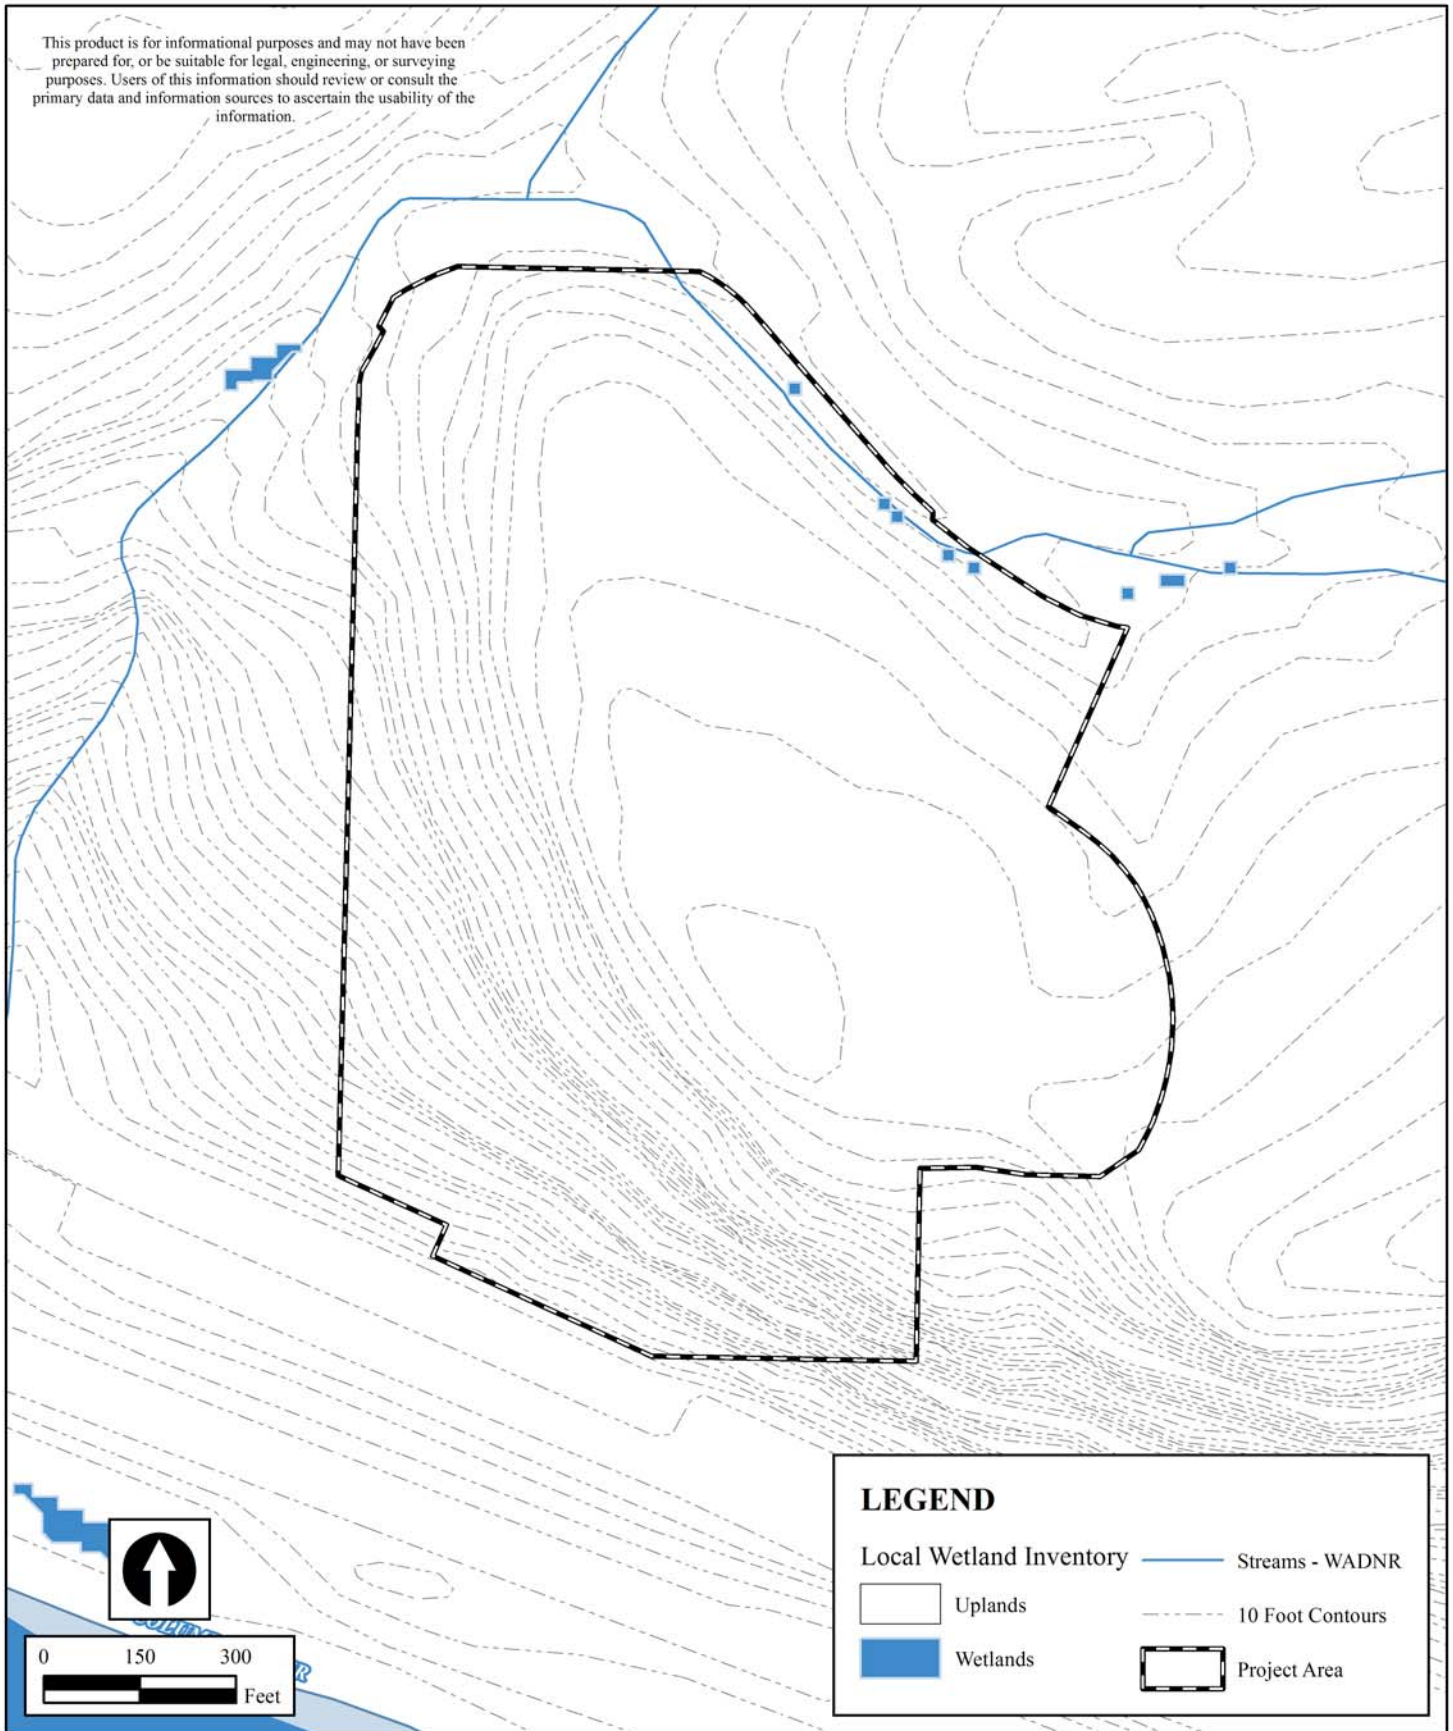 This product is for informational purposes and may not have been
prepared for, or be suitable for legal, engineering, or surveying
purposes. Users of this information should review or consult the
primary data and information sources to ascertain the usability of the
information.
LEGEND
Local Wetland Inventory
Uplands
Wetlands
Streams - WADNR
10 Foot Contours
Project Area
0 150 300
Feet